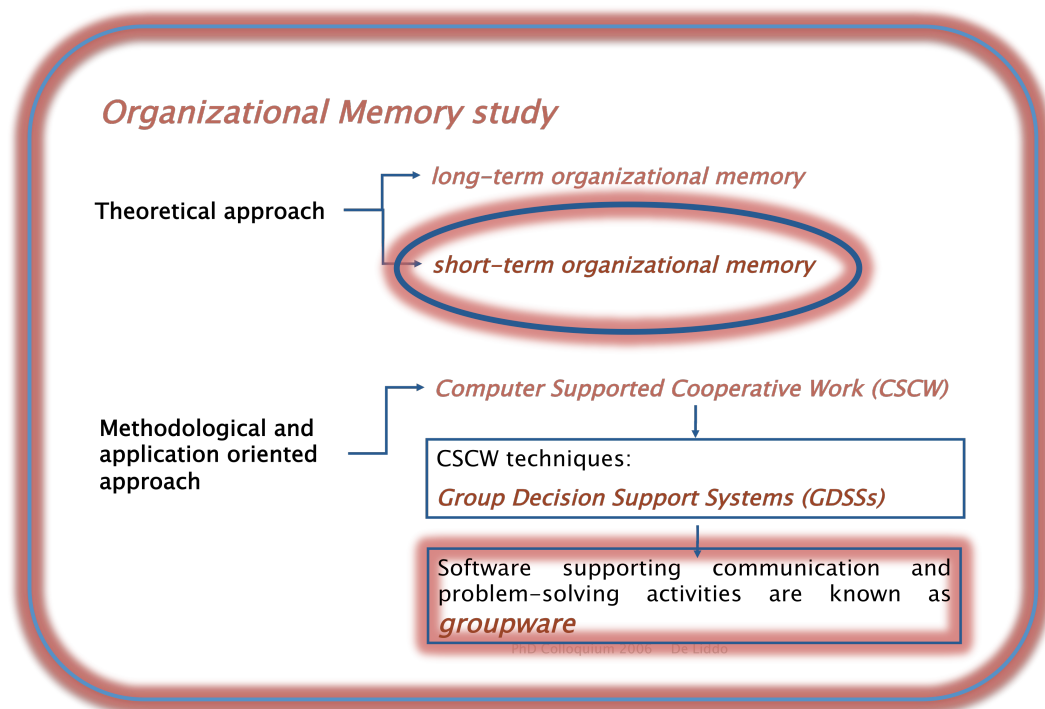 Organizational Memory study
long-term organizational memory
Theoretical approach
short-term organizational memory
Computer Supported Cooperative Work (CSCW)
Methodological and
application oriented
approach
CSCW techniques:
Group Decision Support Systems (GDSSs)
Software supporting communication and
problem-solving activities are known as
groupware
PhD Colloquium 2006 De Liddo